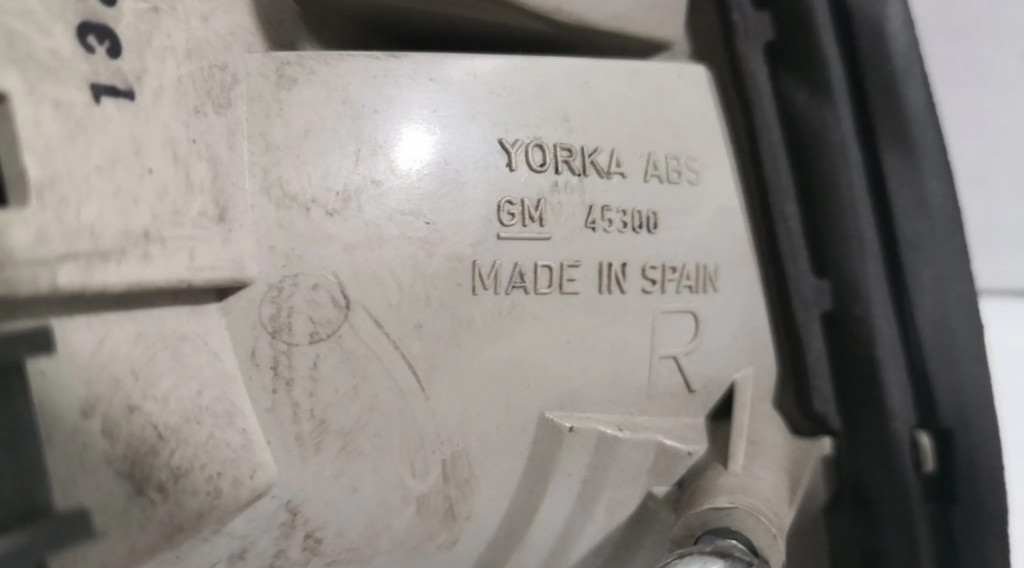 YORKA ABS
GM 45300
MADE IN SPAIN
R